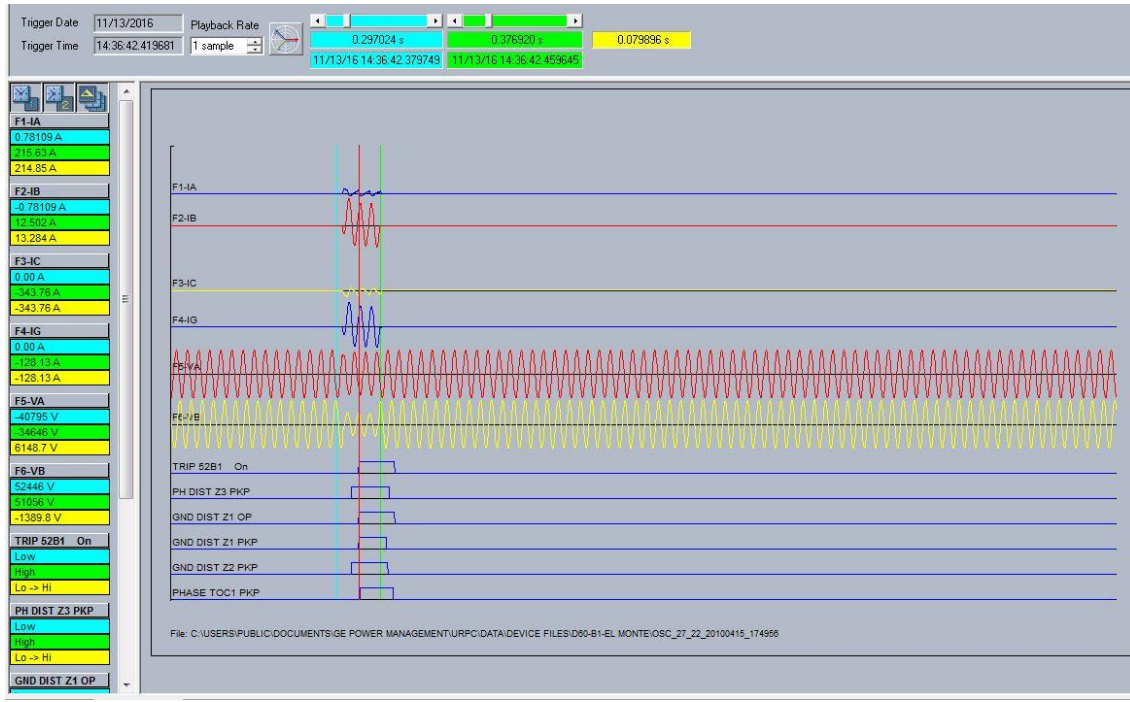 Trigger Date 11/13/2016 Playback Rate
Trigger Time 14:36:42.419681 1 sample 0.297024 s 0.376920 s 0.079896 s
11/13/16 14:36:42.379749 11/13/16 14:36:42.459645
2
F1-IA
0.78109 A
215.63 A
214.85 A
F2-IB
-0.78109 A
12.502 A
13.284 A
F3-IC
0.00 A
-343.76 A
-343.76 A
F4-IG
0.00 A
-128.13 A
-128.13 A
F5-VA
-40795 V
-34646 V
6148.7 V
F6-VB
52446 V
51056 V
-1389.8 V
TRIP 52B1 On
Low
High
Lo -> Hi
PH DIST Z3 PKP
Low
High
Lo -> Hi
GND DIST Z1 OP
F1-IA
F2-IB
F3-IC
F4-IG
F5-VA
F6-VB
TRIP 52B1 On
PH DIST Z3 PKP
GND DIST Z1 OP
GND DIST Z1 PKP
GND DIST Z2 PKP
PHASE TOC1 PKP
File: C:\USERS\PUBLIC\DOCUMENTS\GE POWER MANAGEMENT\URPC\DATA\DEVICE FILES\D60-B1-EL MONTE\OSC_27_22_20100415_174956